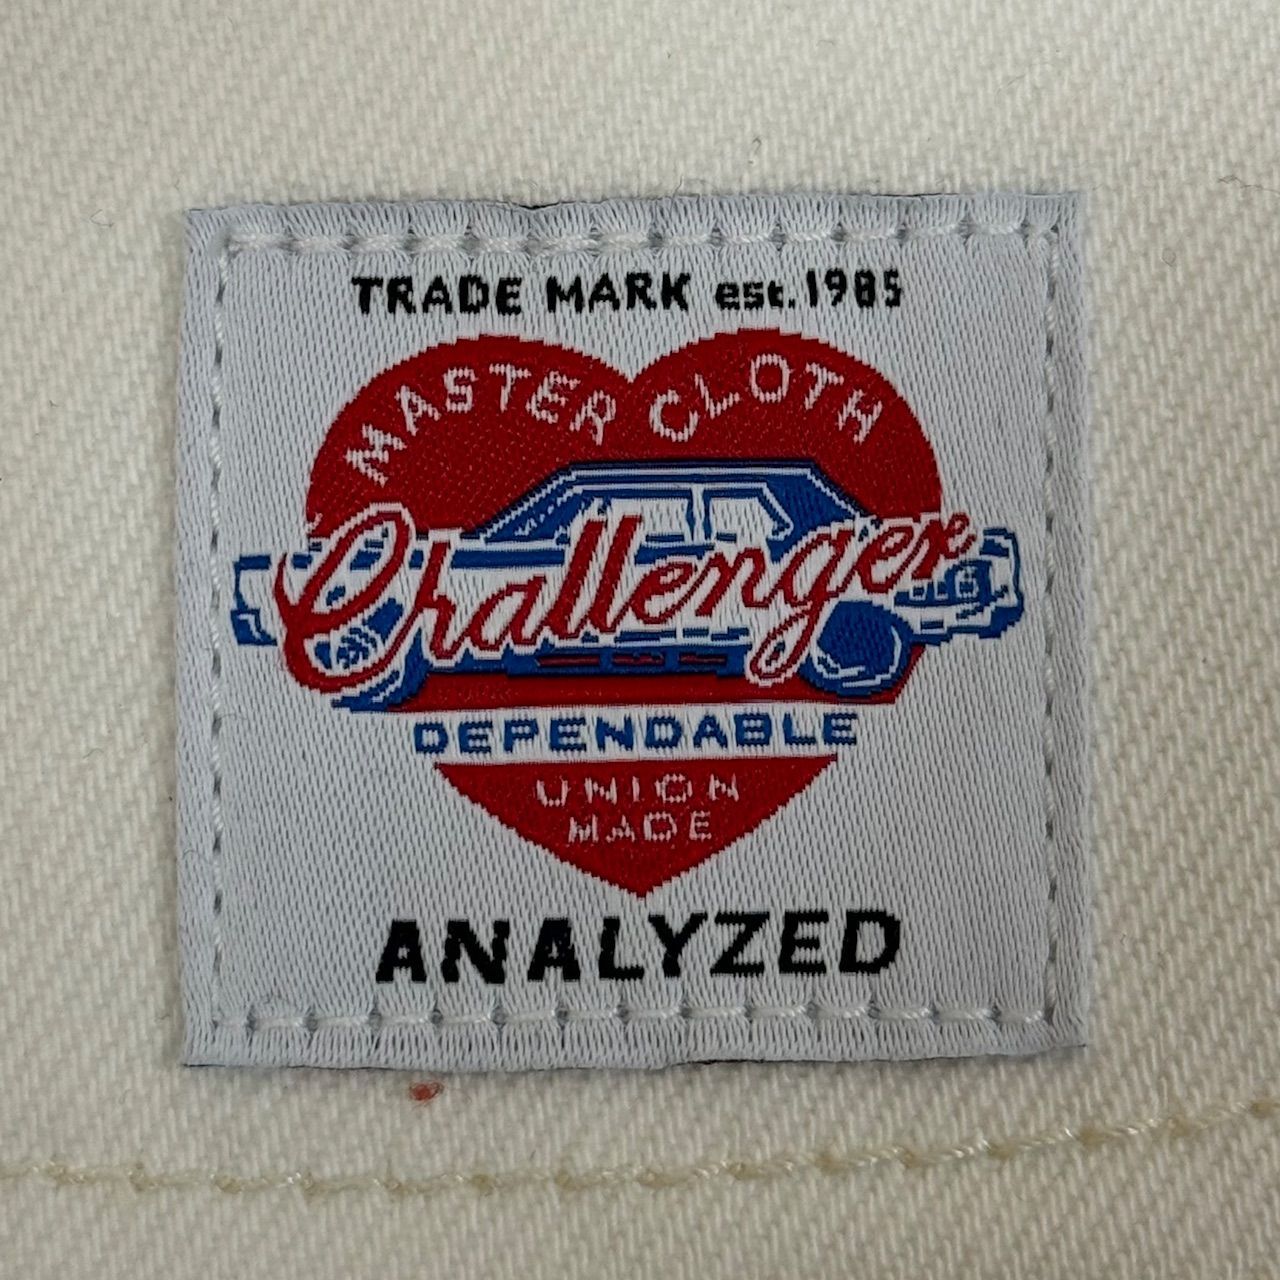 TRADE MARK est.1985
MASTER CLOTH
Challenger
DEPENDABLE
UNION
MADE
ANALYZED